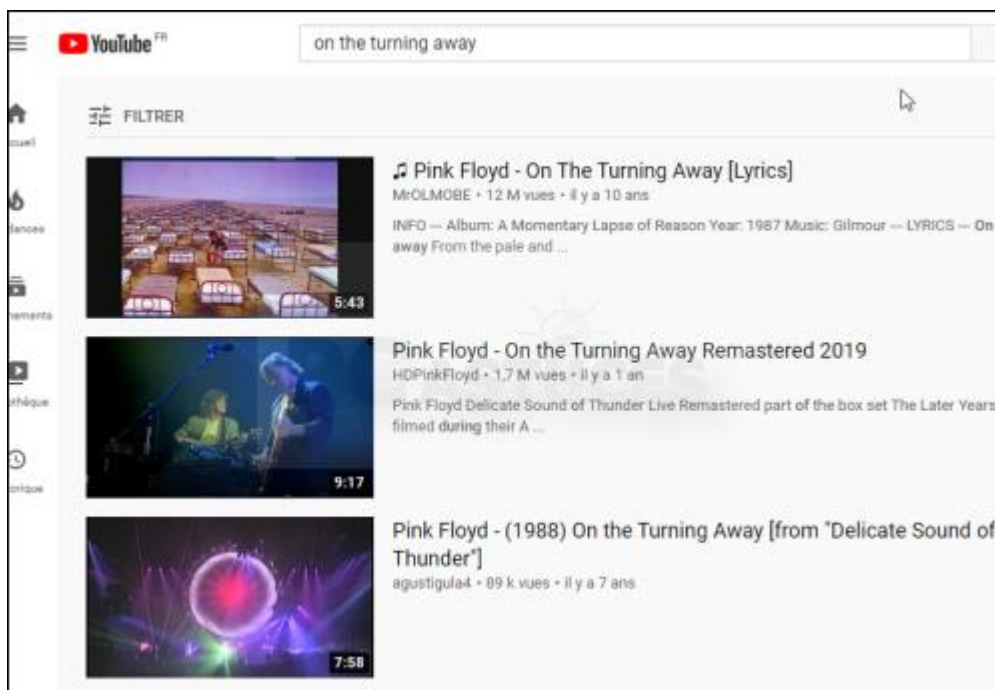 YouTube FR
on the turning away
FILTRER
cueil
dances
nements
othèque
orique
♫ Pink Floyd - On The Turning Away [Lyrics]
MrOLMOBE • 12 M vues • il y a 10 ans
INFO — Album: A Momentary Lapse of Reason Year: 1987 Music: Gilmour — LYRICS — On
away From the pale and ...
5:43
Pink Floyd - On the Turning Away Remastered 2019
HDPinkFloyd • 1,7 M vues • il y a 1 an
Pink Floyd Delicate Sound of Thunder Live Remastered part of the box set The Later Years
filmed during their A ...
9:17
Pink Floyd - (1988) On the Turning Away [from "Delicate Sound of
Thunder"]
agustigula4 • 89 k vues • il y a 7 ans
7:58